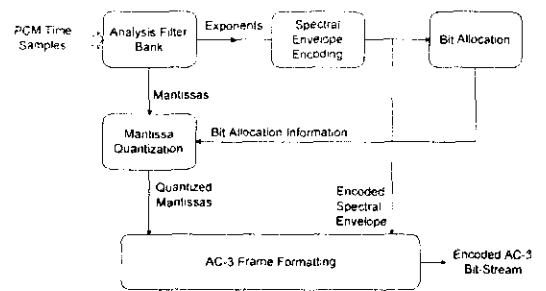 PCM Time
Samples
Analysis Filter
Bank
Exponents
Spectral
Envelope
Encoding
Bit Allocation
Mantissas
Mantissa
Quantization
Bit Allocation Information
Quantized
Mantissas
Encoded
Spectral
Envelope
AC-3 Frame Formatting
Encoded AC-3
Bit-Stream